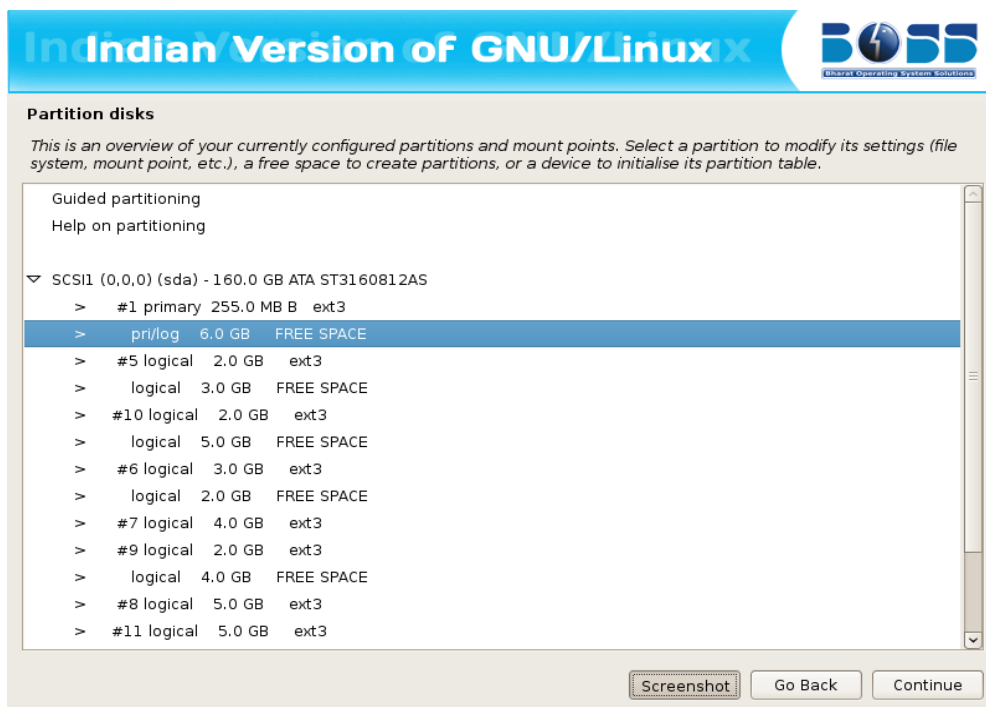 Indian Version of GNU/Linux
BOSS
Bharat Operating System Solutions
Partition disks
This is an overview of your currently configured partitions and mount points. Select a partition to modify its settings (file
system, mount point, etc.), a free space to create partitions, or a device to initialise its partition table.
Guided partitioning
Help on partitioning
SCSI1 (0,0,0) (sda) - 160.0 GB ATA ST3160812AS
> #1 primary 255.0 MB B ext3
> pri/log 6.0 GB FREE SPACE
> #5 logical 2.0 GB ext3
> logical 3.0 GB FREE SPACE
> #10 logical 2.0 GB ext3
> logical 5.0 GB FREE SPACE
> #6 logical 3.0 GB ext3
> logical 2.0 GB FREE SPACE
> #7 logical 4.0 GB ext3
> #9 logical 2.0 GB ext3
> logical 4.0 GB FREE SPACE
> #8 logical 5.0 GB ext3
> #11 logical 5.0 GB ext3
Screenshot Go Back Continue